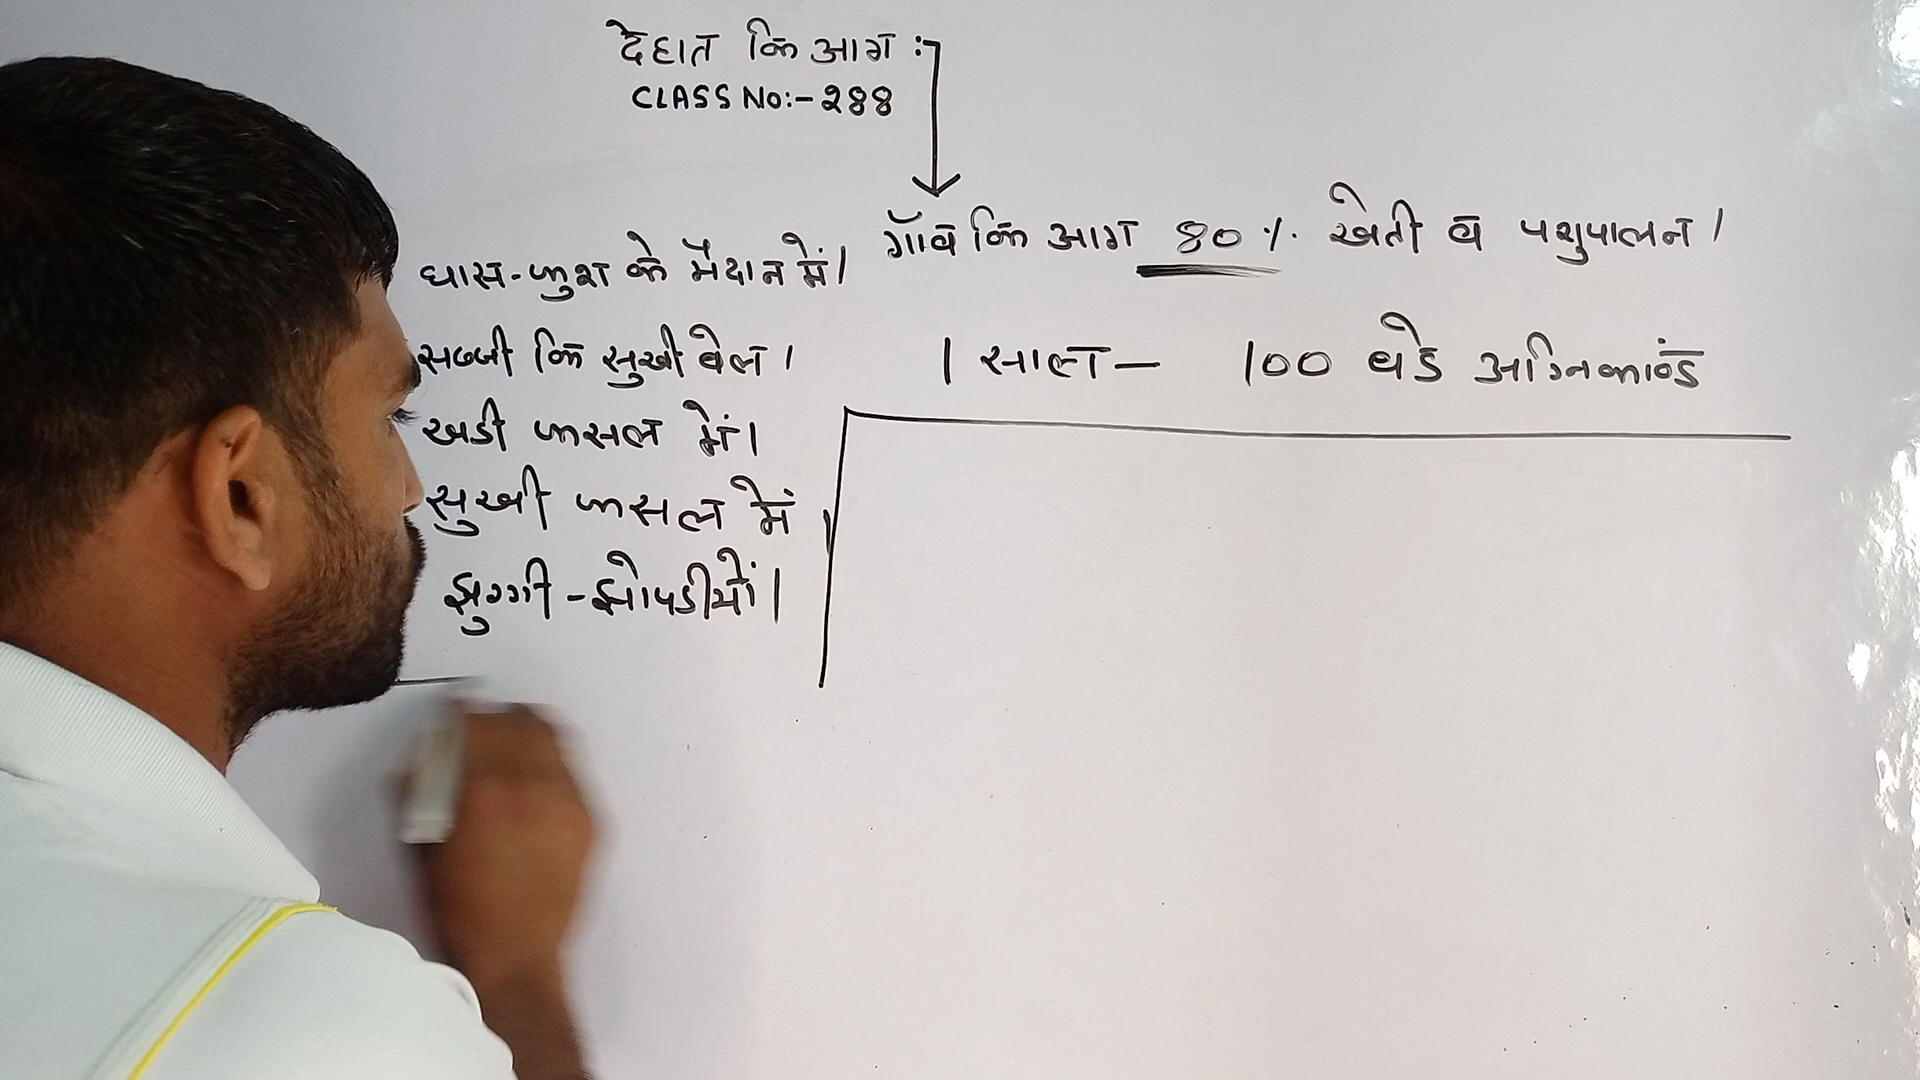 देहात कि आग :-
CLASS No:- 288
गाँव कि आग 80 %. खेती व पशुपालन।
1 साल - 100 बडे अग्निकांड
घास-फुश के मैदान में।
सब्जी कि सुखी बेल।
खडी फसल में।
सुखी फसल में
झुग्गी-झोपडीयों।